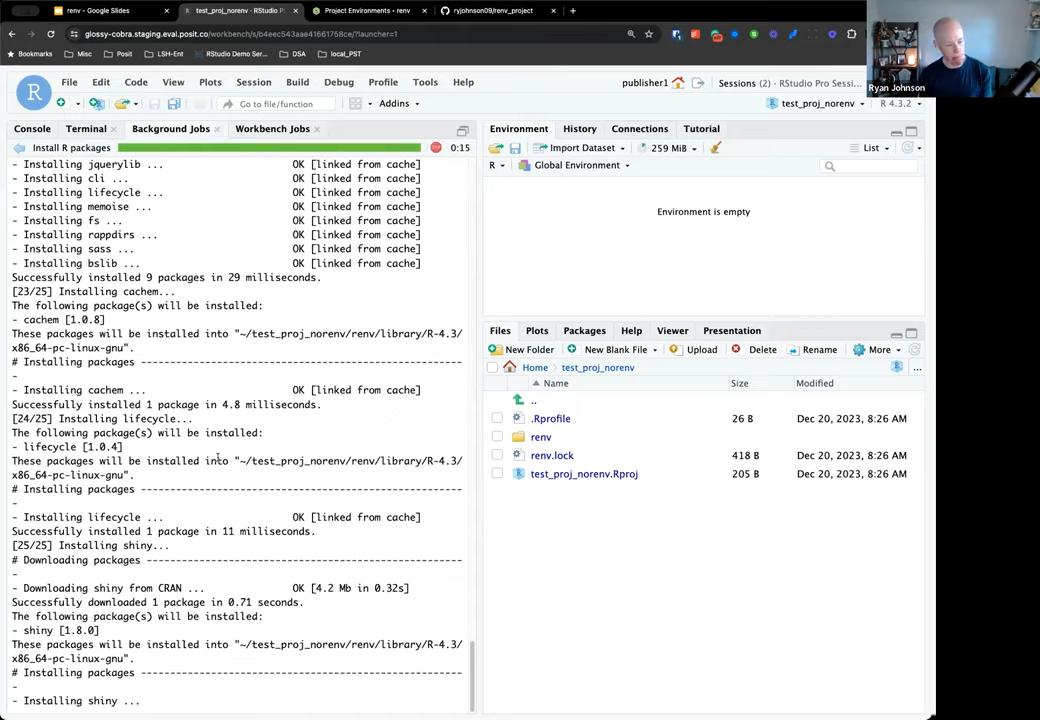 renv - Google Slides
test_proj_norenv - RStudio P
Project Environments • renv
ryjohnson09/renv_project
glossy-cobra.staging.eval.posit.co/workbench/s/b4eec543aae41661758ce/?launcher=1
Bookmarks
Misc
Posit
LSH-Ent
RStudio Demo Ser...
DSA
local_PST
Ryan Johnson
File Edit Code View Plots Session Build Debug Profile Tools Help
publisher1
Sessions (2)
RStudio Pro Sessi...
Go to file/function
Addins
test_proj_norenv
R 4.3.2
Console
Terminal
Background Jobs
Workbench Jobs
Install R packages
0:15
- Installing jquerylib ... OK [linked from cache]
- Installing cli ... OK [linked from cache]
- Installing lifecycle ... OK [linked from cache]
- Installing memoise ... OK [linked from cache]
- Installing fs ... OK [linked from cache]
- Installing rappdirs ... OK [linked from cache]
- Installing sass ... OK [linked from cache]
- Installing bslib ... OK [linked from cache]
Successfully installed 9 packages in 29 milliseconds.
[23/25] Installing cachem...
The following package(s) will be installed:
- cachem [1.0.8]
These packages will be installed into "~/test_proj_norenv/renv/library/R-4.3/
x86_64-pc-linux-gnu".
# Installing packages ---------------------------------------------
-
- Installing cachem ... OK [linked from cache]
Successfully installed 1 package in 4.8 milliseconds.
[24/25] Installing lifecycle...
The following package(s) will be installed:
- lifecycle [1.0.4]
These packages will be installed into "~/test_proj_norenv/renv/library/R-4.3/
x86_64-pc-linux-gnu".
# Installing packages ---------------------------------------------
-
- Installing lifecycle ... OK [linked from cache]
Successfully installed 1 package in 11 milliseconds.
[25/25] Installing shiny...
# Downloading packages --------------------------------------------
-
- Downloading shiny from CRAN ... OK [4.2 Mb in 0.32s]
Successfully downloaded 1 package in 0.71 seconds.
The following package(s) will be installed:
- shiny [1.8.0]
These packages will be installed into "~/test_proj_norenv/renv/library/R-4.3/
x86_64-pc-linux-gnu".
# Installing packages ---------------------------------------------
-
- Installing shiny ...
Environment
History
Connections
Tutorial
Import Dataset
259 MiB
List
R
Global Environment
Environment is empty
Files
Plots
Packages
Help
Viewer
Presentation
New Folder
New Blank File
Upload
Delete
Rename
More
Home
test_proj_norenv
...
Name Size Modified
..
.Rprofile 26 B Dec 20, 2023, 8:26 AM
renv
renv.lock 418 B Dec 20, 2023, 8:26 AM
test_proj_norenv.Rproj 205 B Dec 20, 2023, 8:26 AM